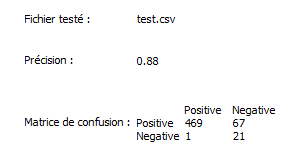 Fichier testé : test.csv
Précision : 0.88
Positive Negative
Matrice de confusion : Positive 469 67
Negative 1 21